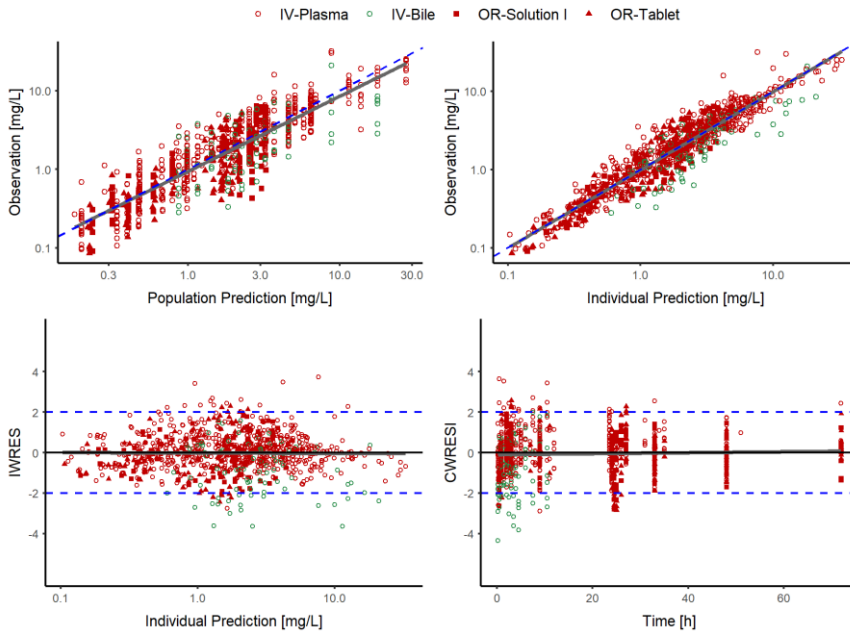 IV-Plasma IV-Bile OR-Solution I OR-Tablet
Observation [mg/L]
10.0
1.0
0.1
0.3 1.0 3.0 10.0 30.0
Population Prediction [mg/L]
Observation [mg/L]
10.0
1.0
0.1
0.1 1.0 10.0
Individual Prediction [mg/L]
IWRES
4
2
0
-2
-4
0.1 1.0 10.0
Individual Prediction [mg/L]
CWRESI
4
2
0
-2
-4
0 20 40 60
Time [h]